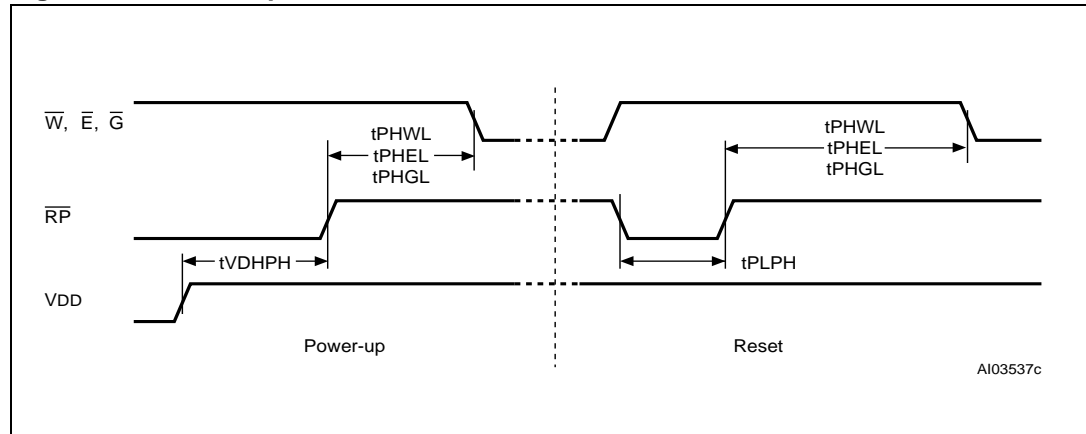 W, E, G
tPHWL
tPHEL
tPHGL
tPHWL
tPHEL
tPHGL
RP
tVDHPH
tPLPH
VDD
Power-up
Reset
AI03537c